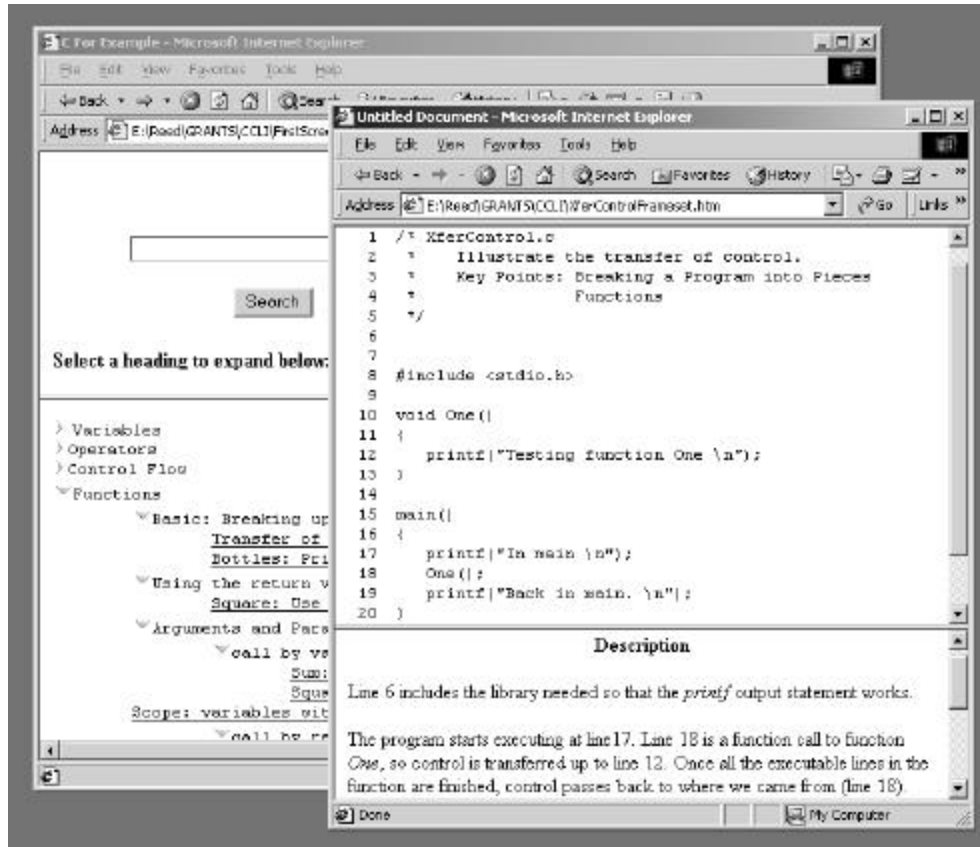 C For Example - Microsoft Internet Explorer
File Edit View Favorites Tools Help
Back Search
Address E:\Reed\GRANTS\CCLI\FirstScree
Search
Select a heading to expand below:
Variables
Operators
Control Flow
Functions
Basic: Breaking up
Transfer of
Bottles: Pri
Using the return v
Square: Use
Arguments and Para
call by va
Sum:
Squa
Scope: variables wit
call by re
Untitled Document - Microsoft Internet Explorer
File Edit View Favorites Tools Help
Back Search Favorites History
Address E:\Reed\GRANTS\CCLI\XferControlFrameset.htm Go Links
1 /* XferControl.c
2 * Illustrate the transfer of control.
3 * Key Points: Breaking a Program into Pieces
4 * Functions
5 */
6
7
8 #include <stdio.h>
9
10 void One()
11 {
12 printf("Testing function One \n");
13 }
14
15 main()
16 {
17 printf("In main \n");
18 One();
19 printf("Back in main. \n");
20 }
Description
Line 6 includes the library needed so that the printf output statement works.
The program starts executing at line17. Line 18 is a function call to function
One, so control is transferred up to line 12. Once all the executable lines in the
function are finished, control passes back to where we came from (line 18).
Done My Computer